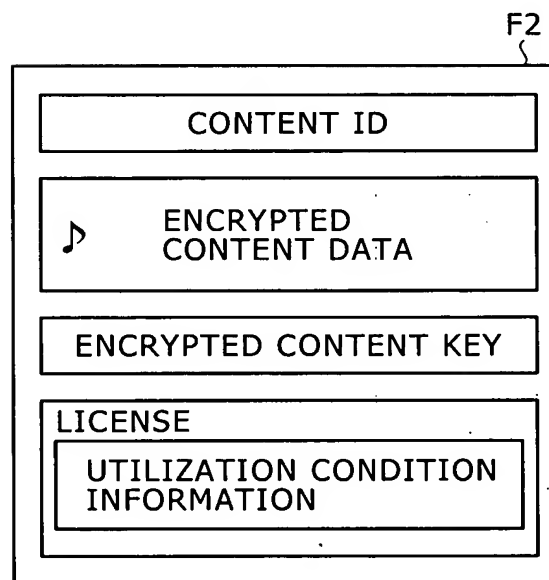 F2
CONTENT ID
ENCRYPTED
CONTENT DATA
ENCRYPTED CONTENT KEY
LICENSE
UTILIZATION CONDITION
INFORMATION